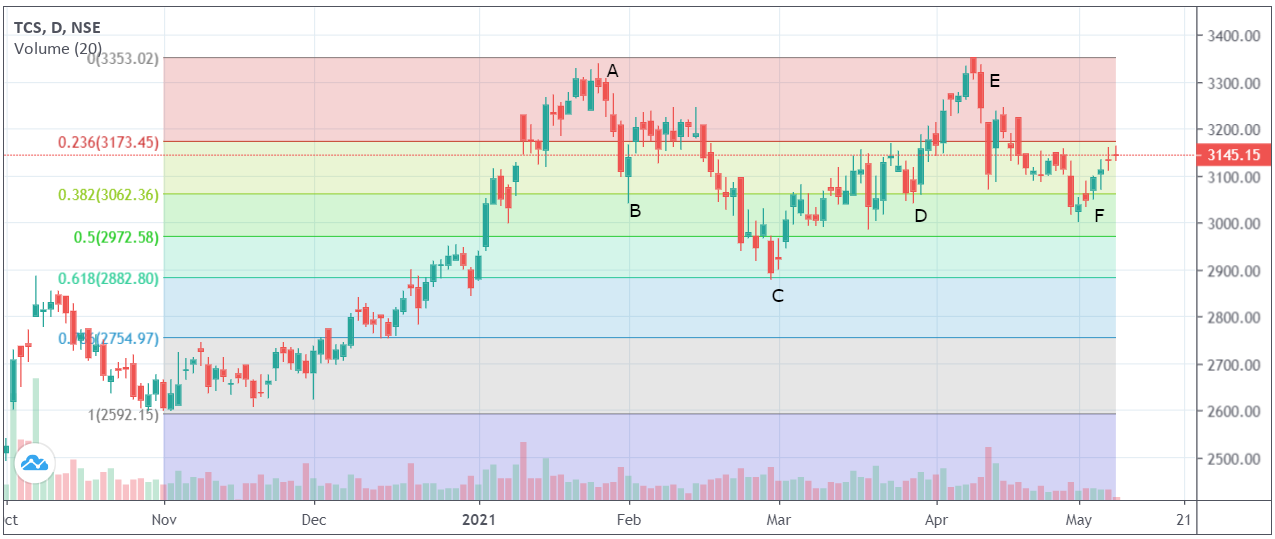 TCS, D, NSE
Volume (20)
0(3353.02)
0.236(3173.45)
0.382(3062.36)
0.5(2972.58)
0.618(2882.80)
(2754.97)
1(2592.15)
A
B
C
D
E
F
3400.00
3300.00
3200.00
3145.15
3100.00
3000.00
2900.00
2800.00
2700.00
2600.00
2500.00
ct Nov Dec 2021 Feb Mar Apr May 21